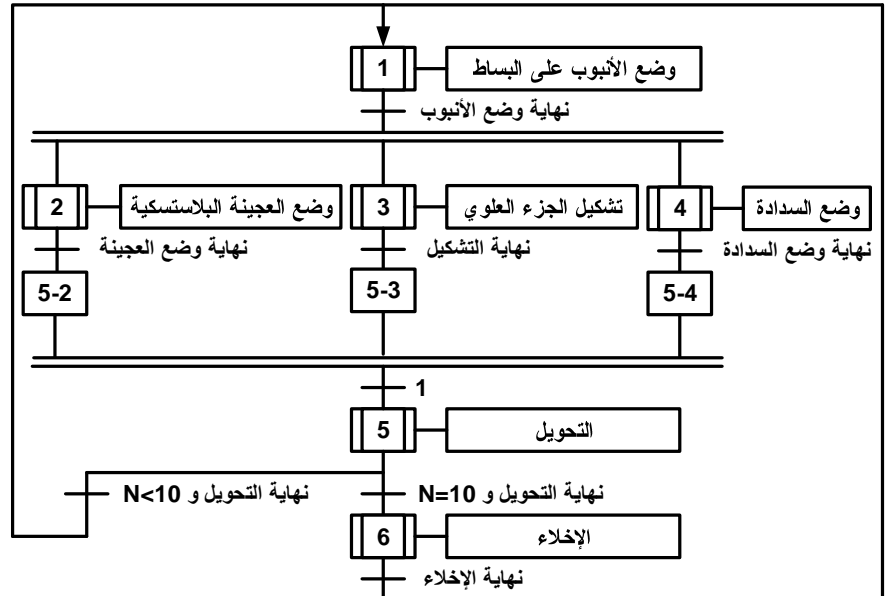 1 وضع الأنبوب على البساط
نهاية وضع الأنبوب
2 وضع العجينة البلاستسكية
3 تشكيل الجزء العلوي
4 وضع السدادة
نهاية وضع العجينة
نهاية التشكيل
نهاية وضع السدادة
5-2
5-3
5-4
1
5 التحويل
نهاية التحويل و N<10
نهاية التحويل و N=10
6 الإخلاء
نهاية الإخلاء